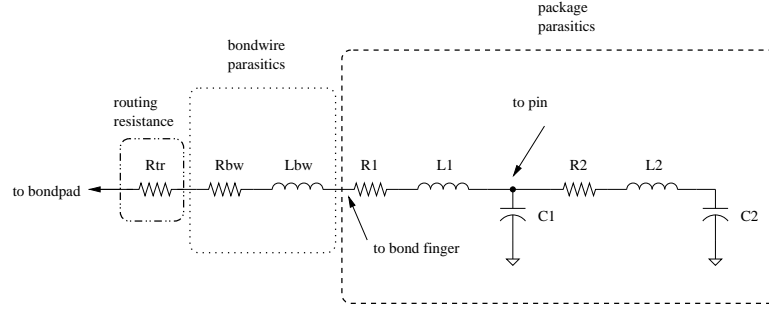 package
parasitics
bondwire
parasitics
routing
resistance
to pin
Rtr
Rbw
Lbw
R1
L1
R2
L2
to bondpad
C1
C2
to bond finger